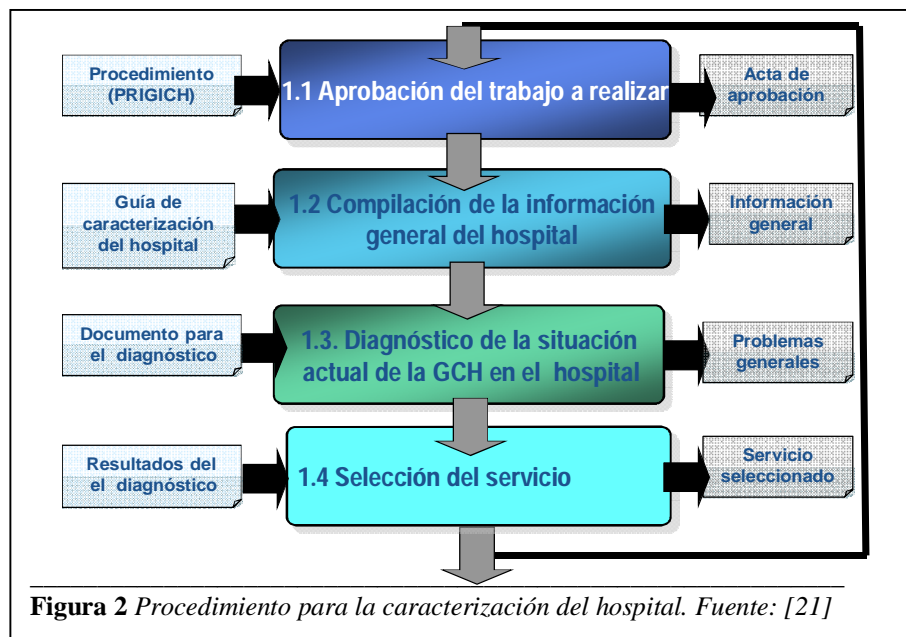 Procedimiento
(PRIGICH)
1.1 Aprobación del trabajo a realizar
Acta de
aprobación
Guía de
caracterización
del hospital
1.2 Compilación de la información
general del hospital
Información
general
Documento para
el diagnóstico
1.3. Diagnóstico de la situación
actual de la GCH en el hospital
Problemas
generales
Resultados del
el diagnóstico
1.4 Selección del servicio
Servicio
seleccionado
Figura 2 Procedimiento para la caracterización del hospital. Fuente: [21]